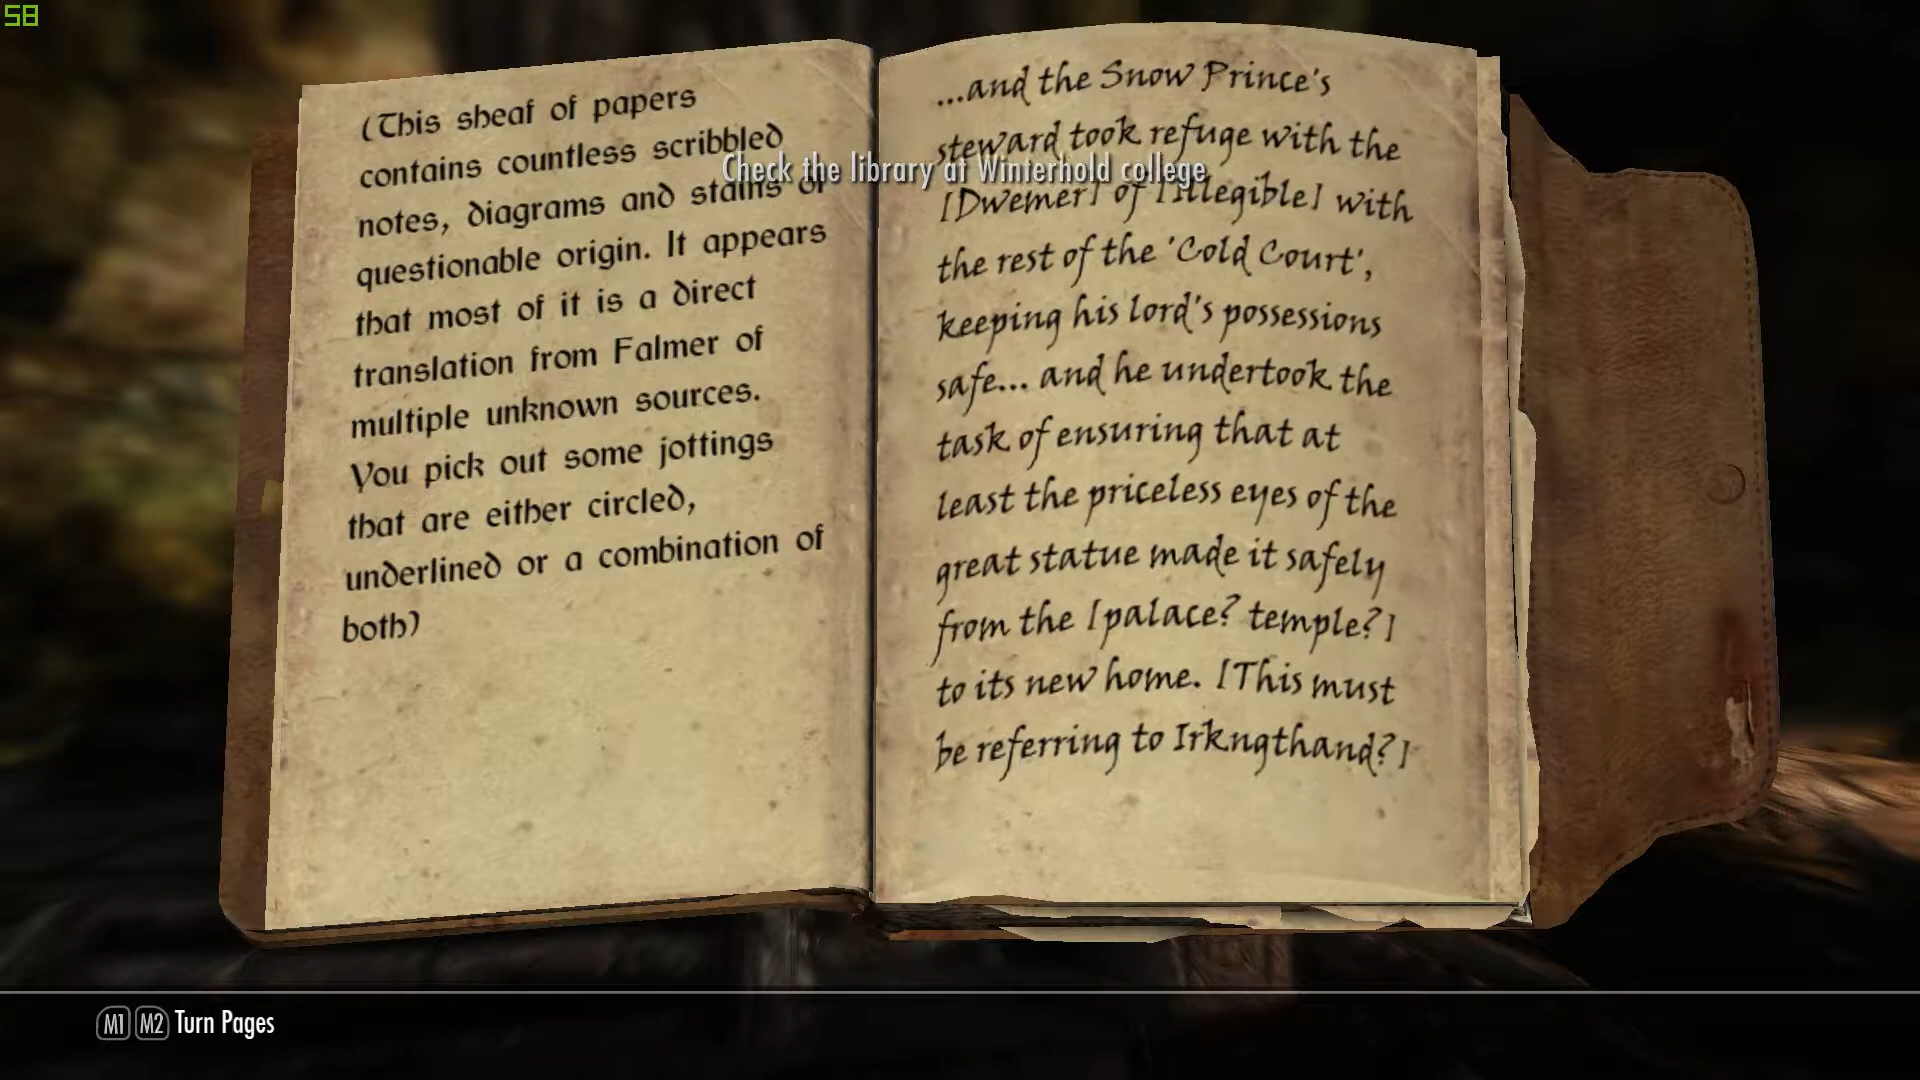 58
(This sheaf of papers
contains countless scribbled
notes, diagrams and stains of
questionable origin. It appears
that most of it is a direct
translation from Falmer of
multiple unknown sources.
You pick out some jottings
that are either circled,
underlined or a combination of
both)
...and the Snow Prince's
steward took refuge with the
[Dwemer] of [Illegible] with
the rest of the 'Cold Court',
keeping his lord's possessions
safe... and he undertook the
task of ensuring that at
least the priceless eyes of the
great statue made it safely
from the [palace? temple?]
to its new home. [This must
be referring to Irkngthand?]
Check the library at Winterhold college
M1 M2 Turn Pages